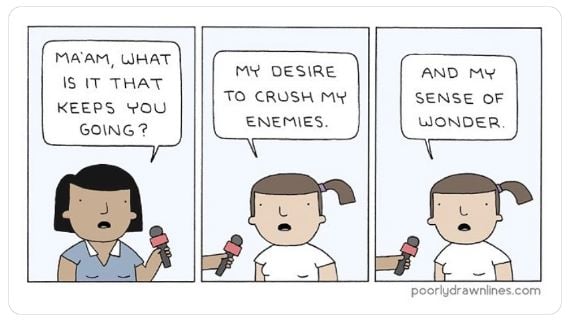 MA'AM, WHAT
IS IT THAT
KEEPS YOU
GOING?
MY DESIRE
TO CRUSH MY
ENEMIES.
AND MY
SENSE OF
WONDER.
poorlydrawnlines.com